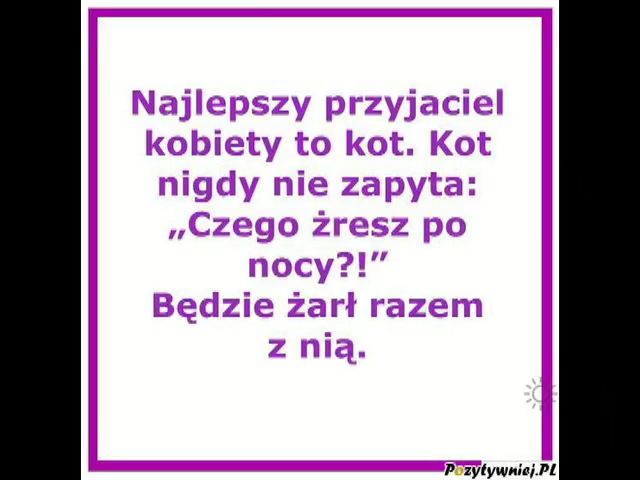 Najlepszy przyjaciel
kobiety to kot. Kot
nigdy nie zapyta:
„Czego żresz po
nocy?!”
Będzie żarł razem
z nią.
Pozytywniej.PL